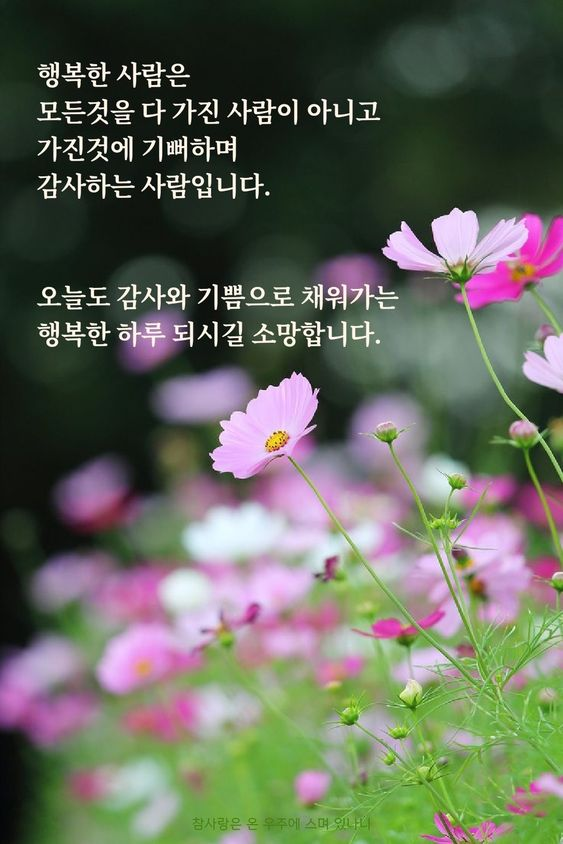 행복한 사람은
모든것을 다 가진 사람이 아니고
가진것에 기뻐하며
감사하는 사람입니다.
오늘도 감사와 기쁨으로 채워가는
행복한 하루 되시길 소망합니다.
참사랑은 온 우주에 스며 있나니